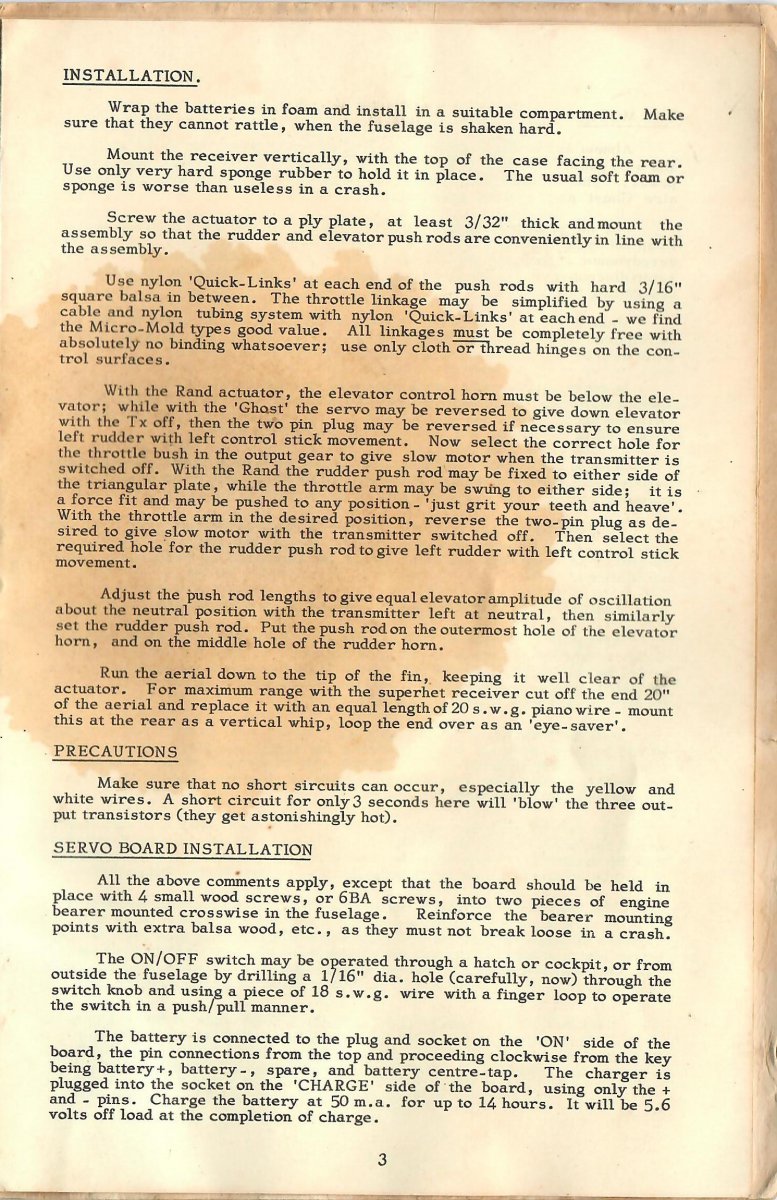 INSTALLATION.
Wrap the batteries in foam and install in a suitable compartment. Make
sure that they cannot rattle, when the fuselage is shaken hard.
Mount the receiver vertically, with the top of the case facing the rear.
Use only very hard sponge rubber to hold it in place. The usual soft foam or
sponge is worse than useless in a crash.
Screw the actuator to a ply plate, at least 3/32" thick and mount the
assembly so that the rudder and elevator push rods are conveniently in line with
the assembly.
Use nylon 'Quick-Links' at each end of the push rods with hard 3/16"
square balsa in between. The throttle linkage may be simplified by using a
cable and nylon tubing system with nylon 'Quick-Links' at each end - we find
the Micro-Mold types good value. All linkages must be completely free with
absolutely no binding whatsoever; use only cloth or thread hinges on the con-
trol surfaces.
With the Rand actuator, the elevator control horn must be below the ele-
vator; while with the 'Ghost' the servo may be reversed to give down elevator
with the Tx off, then the two pin plug may be reversed if necessary to ensure
left rudder with left control stick movement. Now select the correct hole for
the throttle bush in the output gear to give slow motor when the transmitter is
switched off. With the Rand the rudder push rod may be fixed to either side of
the triangular plate, while the throttle arm may be swung to either side; it is
a force fit and may be pushed to any position - 'just grit your teeth and heave'.
With the throttle arm in the desired position, reverse the two-pin plug as de-
sired to give slow motor with the transmitter switched off. Then select the
required hole for the rudder push rod to give left rudder with left control stick
movement.
Adjust the push rod lengths to give equal elevator amplitude of oscillation
about the neutral position with the transmitter left at neutral, then similarly
set the rudder push rod. Put the push rod on the outermost hole of the elevator
horn, and on the middle hole of the rudder horn.
Run the aerial down to the tip of the fin, keeping it well clear of the
actuator. For maximum range with the superhet receiver cut off the end 20"
of the aerial and replace it with an equal length of 20 s.w.g. piano wire - mount
this at the rear as a vertical whip, loop the end over as an 'eye-saver'.
PRECAUTIONS
Make sure that no short sircuits can occur, especially the yellow and
white wires. A short circuit for only 3 seconds here will 'blow' the three out-
put transistors (they get astonishingly hot).
SERVO BOARD INSTALLATION
All the above comments apply, except that the board should be held in
place with 4 small wood screws, or 6BA screws, into two pieces of engine
bearer mounted crosswise in the fuselage. Reinforce the bearer mounting
points with extra balsa wood, etc., as they must not break loose in a crash.
The ON/OFF switch may be operated through a hatch or cockpit, or from
outside the fuselage by drilling a 1/16" dia. hole (carefully, now) through the
switch knob and using a piece of 18 s.w.g. wire with a finger loop to operate
the switch in a push/pull manner.
The battery is connected to the plug and socket on the 'ON' side of the
board, the pin connections from the top and proceeding clockwise from the key
being battery+, battery-, spare, and battery centre-tap. The charger is
plugged into the socket on the 'CHARGE' side of the board, using only the +
and - pins. Charge the battery at 50 m.a. for up to 14 hours. It will be 5.6
volts off load at the completion of charge.
3